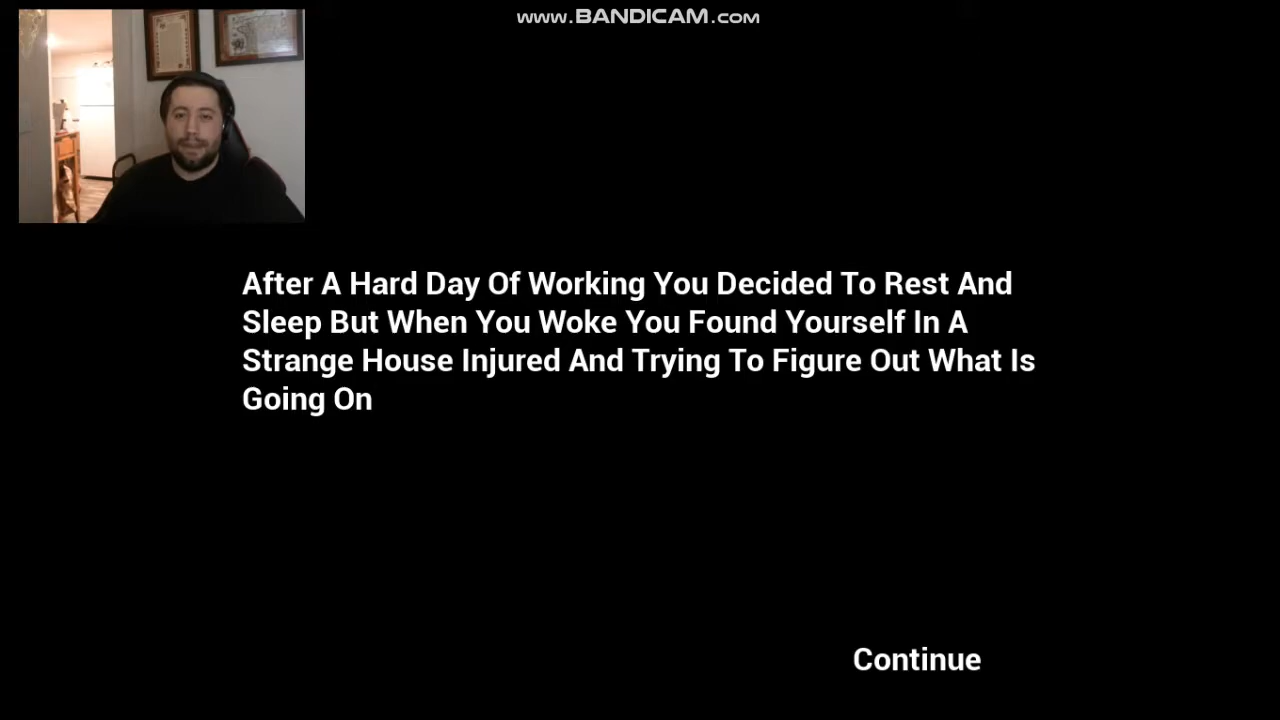 www.BANDICAM.com
After A Hard Day Of Working You Decided To Rest And
Sleep But When You Woke You Found Yourself In A
Strange House Injured And Trying To Figure Out What Is
Going On
Continue